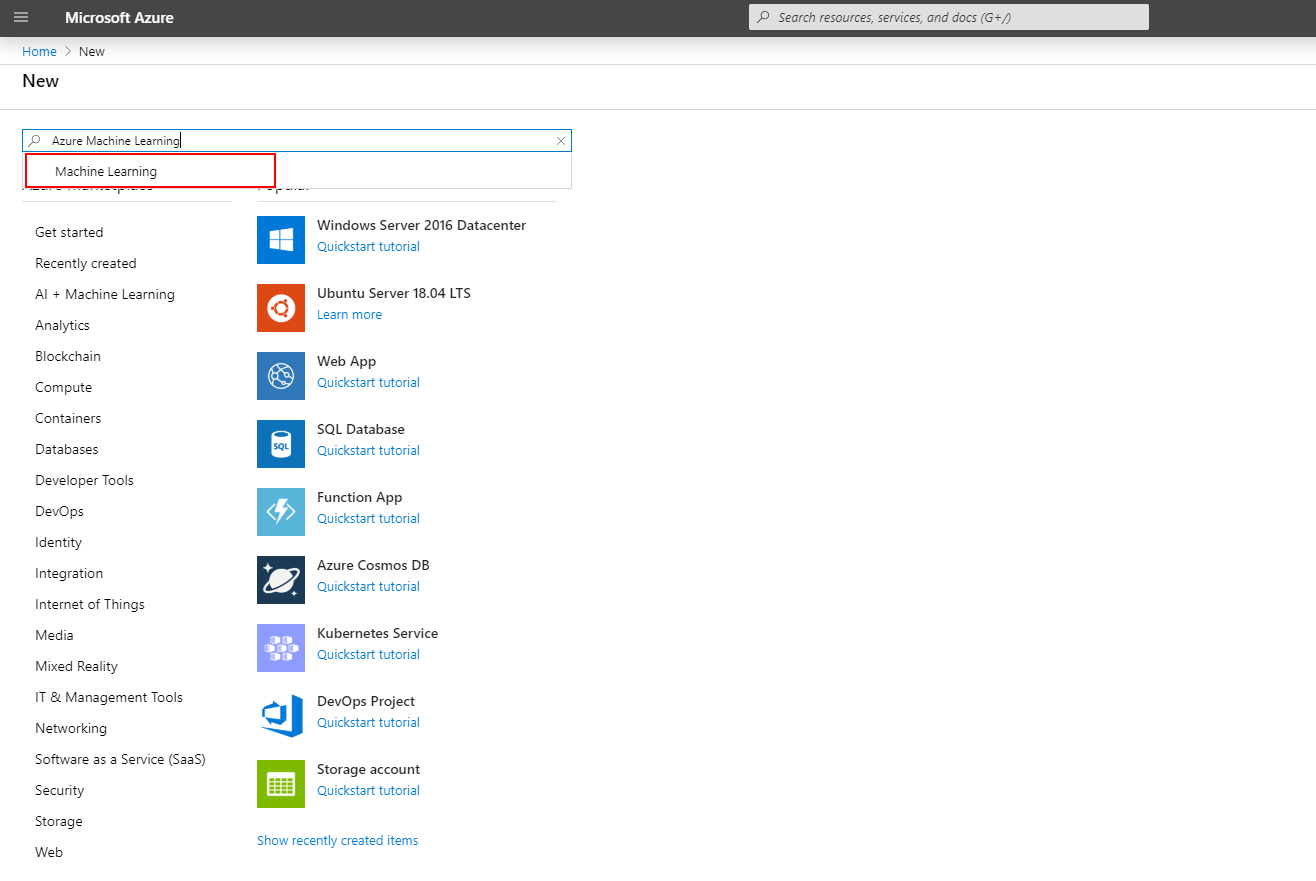 Microsoft Azure
Search resources, services, and docs (G+/)
Home > New
New
Azure Machine Learning
Machine Learning
Get started
Recently created
AI + Machine Learning
Analytics
Blockchain
Compute
Containers
Databases
Developer Tools
DevOps
Identity
Integration
Internet of Things
Media
Mixed Reality
IT & Management Tools
Networking
Software as a Service (SaaS)
Security
Storage
Web
Windows Server 2016 Datacenter
Quickstart tutorial
Ubuntu Server 18.04 LTS
Learn more
Web App
Quickstart tutorial
SQL
SQL Database
Quickstart tutorial
Function App
Quickstart tutorial
Azure Cosmos DB
Quickstart tutorial
Kubernetes Service
Quickstart tutorial
DevOps Project
Quickstart tutorial
Storage account
Quickstart tutorial
Show recently created items